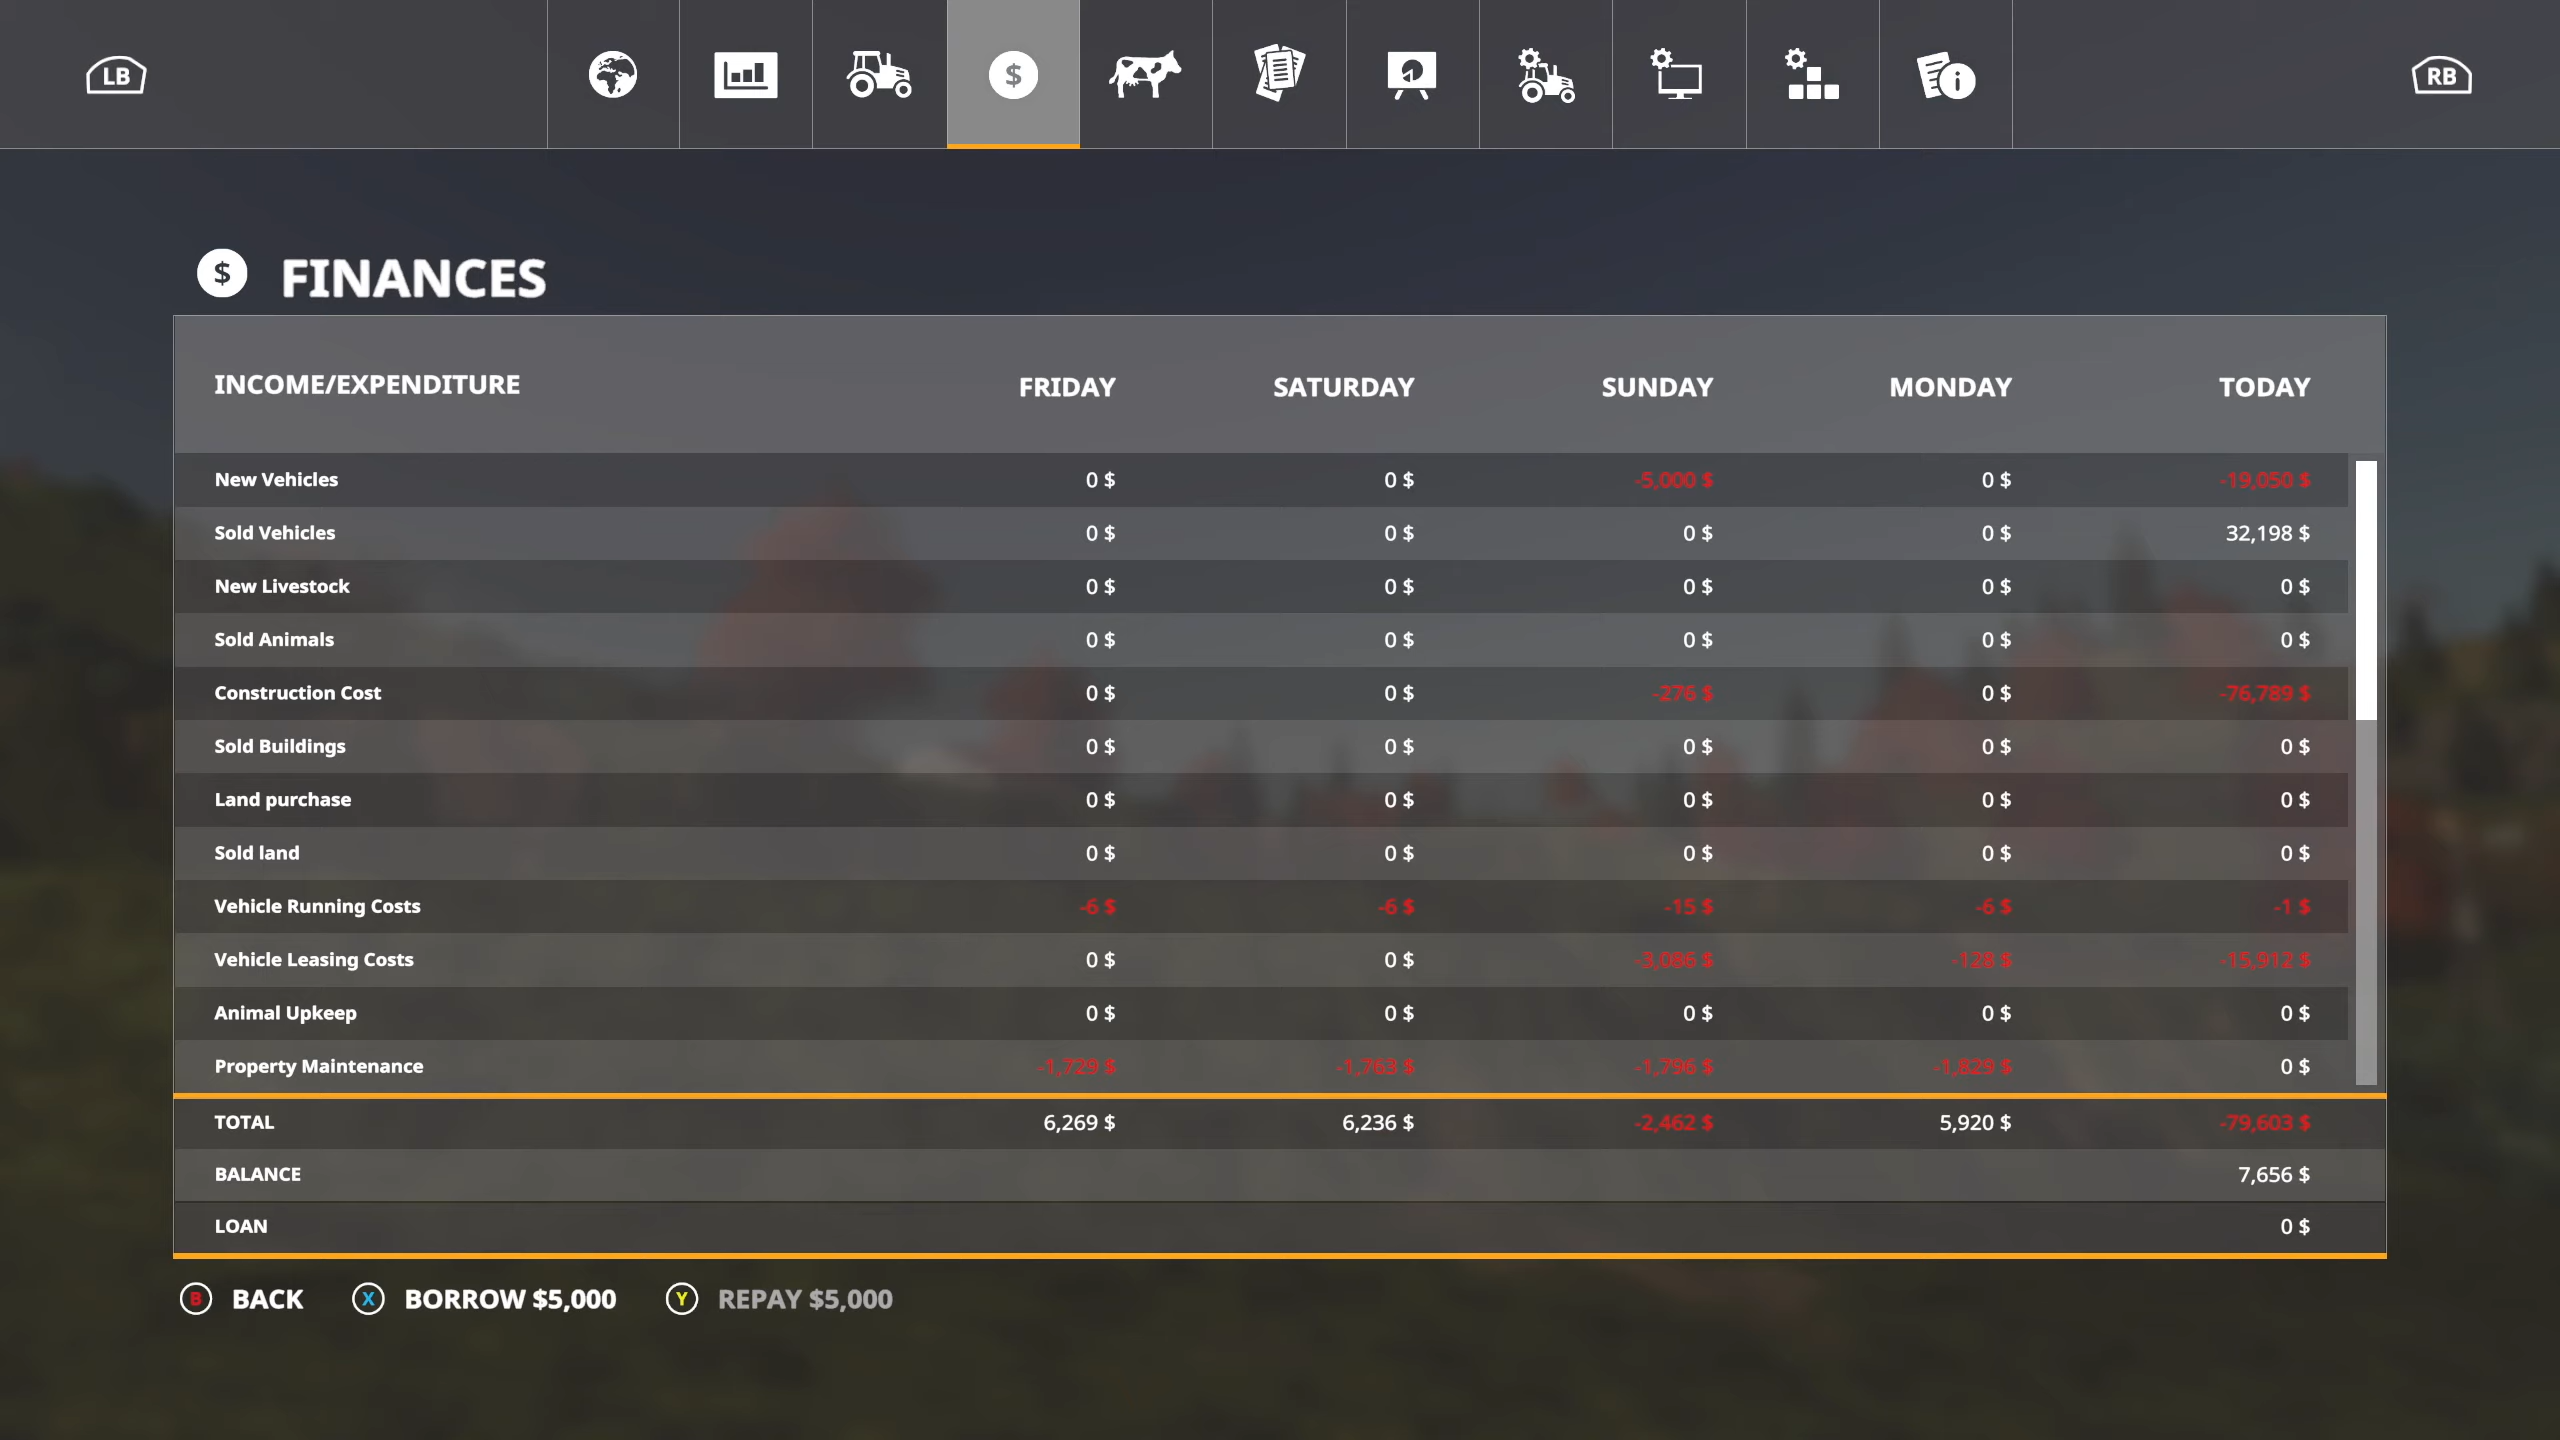 LB
$
RB
$ FINANCES
INCOME/EXPENDITURE FRIDAY SATURDAY SUNDAY MONDAY TODAY
New Vehicles 0 $ 0 $ -5,000 $ 0 $ -19,050 $
Sold Vehicles 0 $ 0 $ 0 $ 0 $ 32,198 $
New Livestock 0 $ 0 $ 0 $ 0 $ 0 $
Sold Animals 0 $ 0 $ 0 $ 0 $ 0 $
Construction Cost 0 $ 0 $ -276 $ 0 $ -76,789 $
Sold Buildings 0 $ 0 $ 0 $ 0 $ 0 $
Land purchase 0 $ 0 $ 0 $ 0 $ 0 $
Sold land 0 $ 0 $ 0 $ 0 $ 0 $
Vehicle Running Costs -6 $ -6 $ -15 $ -6 $ -1 $
Vehicle Leasing Costs 0 $ 0 $ -3,086 $ -128 $ -15,912 $
Animal Upkeep 0 $ 0 $ 0 $ 0 $ 0 $
Property Maintenance -1,729 $ -1,763 $ -1,796 $ -1,829 $ 0 $
TOTAL 6,269 $ 6,236 $ -2,462 $ 5,920 $ -79,603 $
BALANCE 7,656 $
LOAN 0 $
B BACK X BORROW $5,000 Y REPAY $5,000